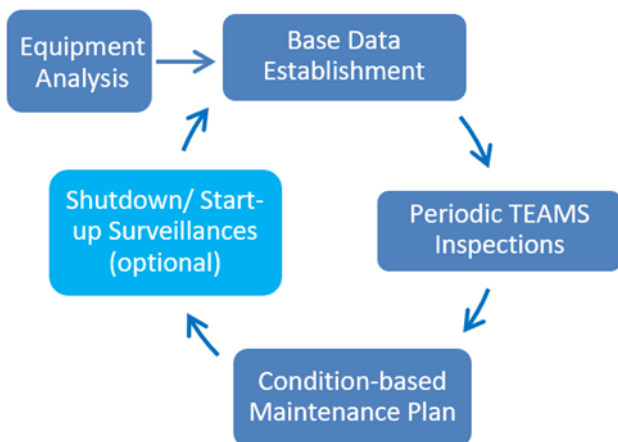 Equipment
Analysis
Base Data
Establishment
Periodic TEAMS
Inspections
Condition-based
Maintenance Plan
Shutdown/ Start-
up Surveillances
(optional)